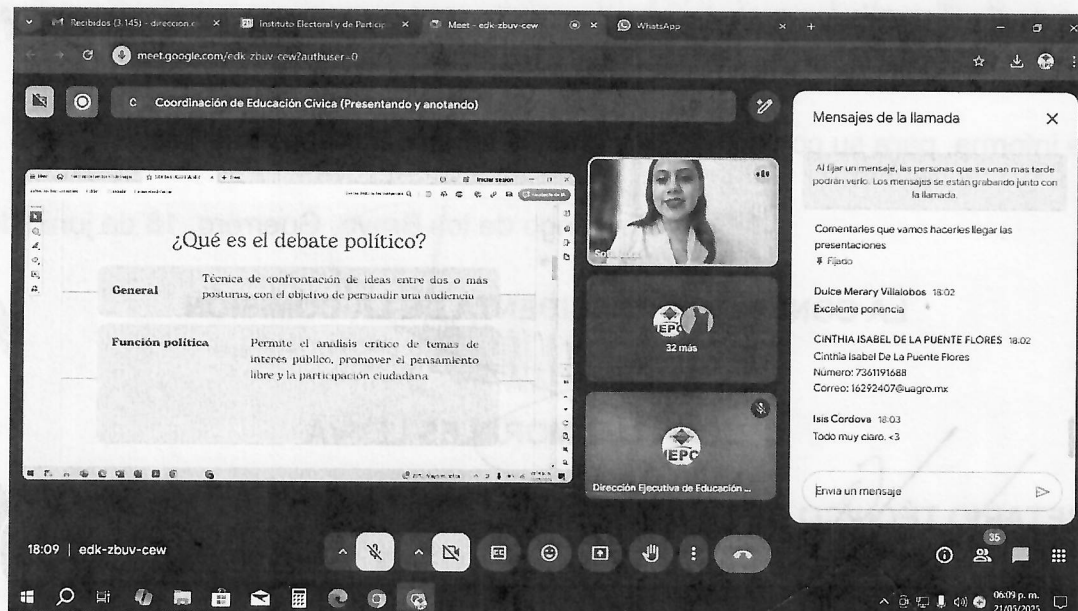 Recibidos (3,145) - dirección.e
Instituto Electoral y de Particip
Meet - edk-zbuv-cew
WhatsApp
meet.google.com/edk-zbuv-cew?authuser=0
C Coordinación de Educación Cívica (Presentando y anotando)
¿Qué es el debate político?
General
Técnica de confrontación de ideas entre dos o más
posturas, con el objetivo de persuadir una audiencia
Función política
Permite el analisis critico de temas de
interés público, promover el pensamiento
libre y la participación ciudadana
Iniciar sesión
IEPC
32 más
IEPC
Dirección Ejecutiva de Educación ...
Mensajes de la llamada
Al fijar un mensaje, las personas que se unan más tarde
podrán verlo. Los mensajes se están grabando junto con
la llamada.
Comentarles que vamos hacerles llegar las
presentaciones
Fijado
Dulce Merary Villalobos 18:02
Excelente ponencia
CINTHIA ISABEL DE LA PUENTE FLORES 18:02
Cinthia Isabel De La Puente Flores
Número: 7361191688
Correo: 16292407@uagro.mx
Isis Cordova 18:03
Todo muy claro. <3
Envía un mensaje
18:09 | edk-zbuv-cew
35
06:09 p. m.
21/05/2025